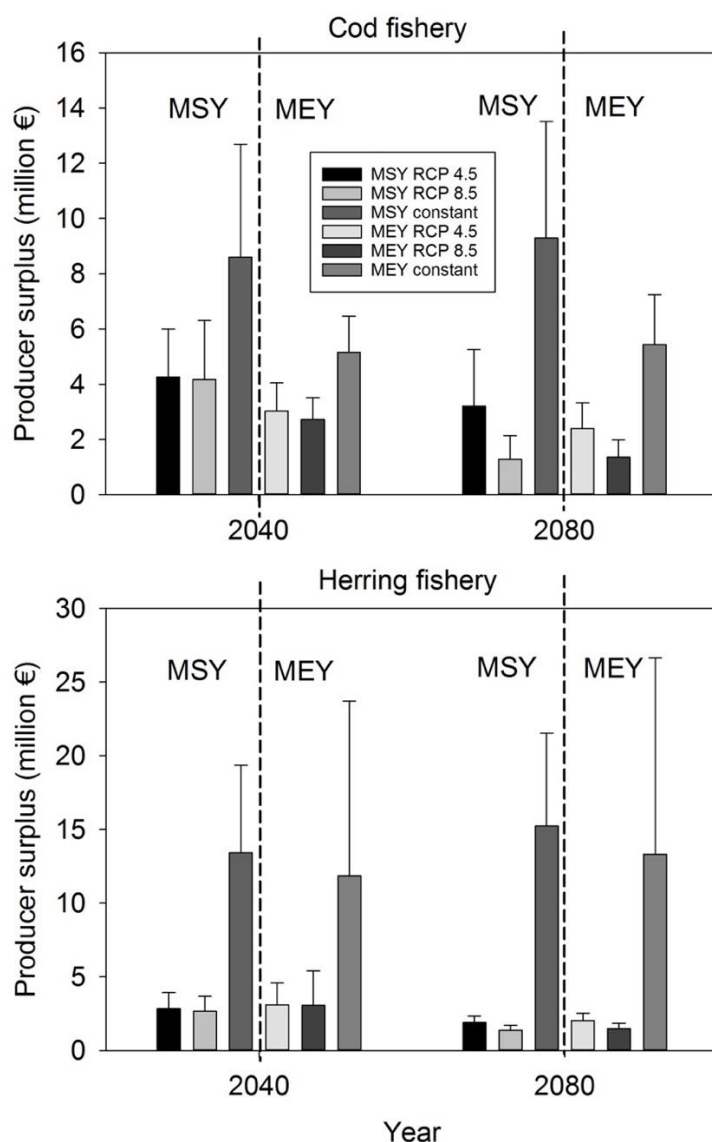 Cod fishery
Producer surplus (million €)
16
14
12
10
8
6
4
2
0
MSY MEY MSY MEY
MSY RCP 4.5
MSY RCP 8.5
MSY constant
MEY RCP 4.5
MEY RCP 8.5
MEY constant
2040 2080
Herring fishery
Producer surplus (million €)
30
25
20
15
10
5
0
MSY MEY MSY MEY
2040 2080
Year